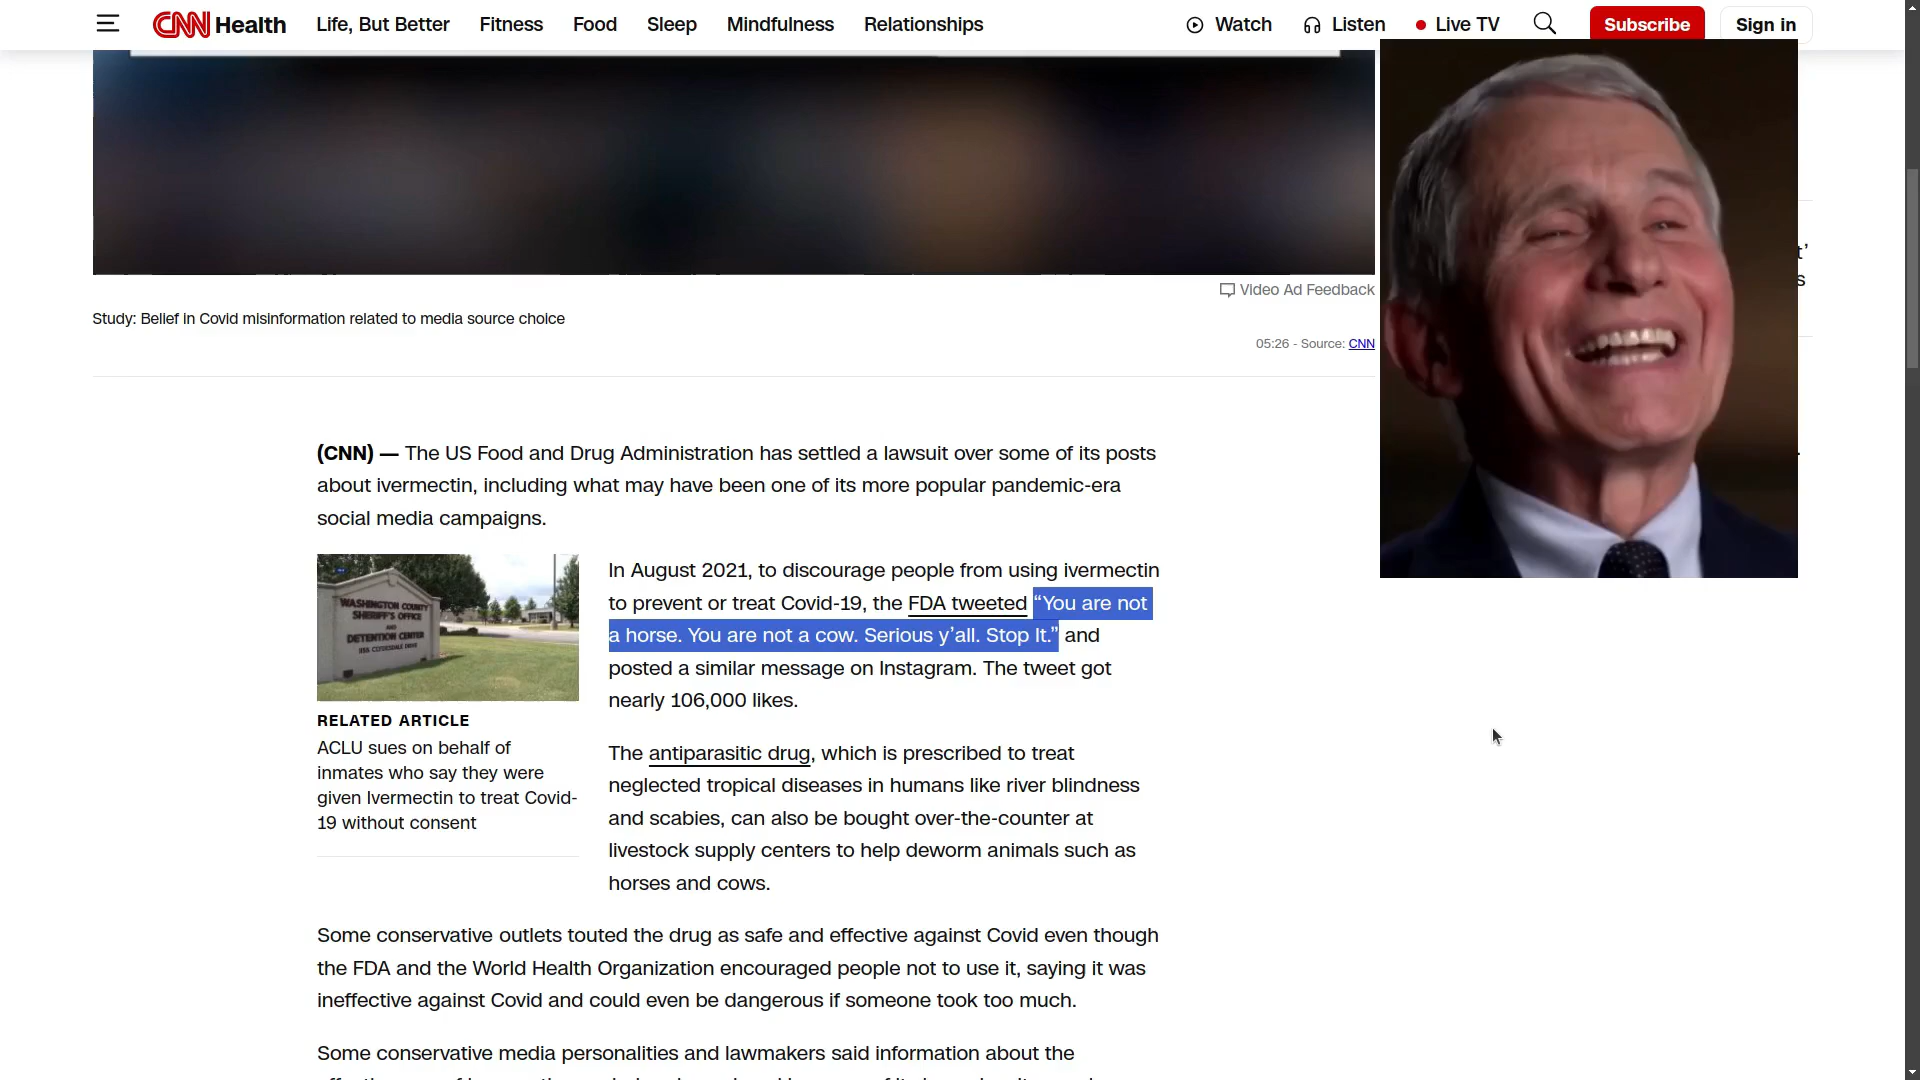 CNN Health Life, But Better Fitness Food Sleep Mindfulness Relationships Watch Listen Live TV Subscribe Sign in
Video Ad Feedback
Study: Belief in Covid misinformation related to media source choice
05:26 - Source: CNN
(CNN) — The US Food and Drug Administration has settled a lawsuit over some of its posts
about ivermectin, including what may have been one of its more popular pandemic-era
social media campaigns.
WASHINGTON COUNTY
SHERIFF'S OFFICE
AND
DETENTION CENTER
1155 CLYDESDALE DRIVE
RELATED ARTICLE
ACLU sues on behalf of
inmates who say they were
given Ivermectin to treat Covid-
19 without consent
In August 2021, to discourage people from using ivermectin
to prevent or treat Covid-19, the FDA tweeted “You are not
a horse. You are not a cow. Serious y’all. Stop It.” and
posted a similar message on Instagram. The tweet got
nearly 106,000 likes.
The antiparasitic drug, which is prescribed to treat
neglected tropical diseases in humans like river blindness
and scabies, can also be bought over-the-counter at
livestock supply centers to help deworm animals such as
horses and cows.
Some conservative outlets touted the drug as safe and effective against Covid even though
the FDA and the World Health Organization encouraged people not to use it, saying it was
ineffective against Covid and could even be dangerous if someone took too much.
Some conservative media personalities and lawmakers said information about the